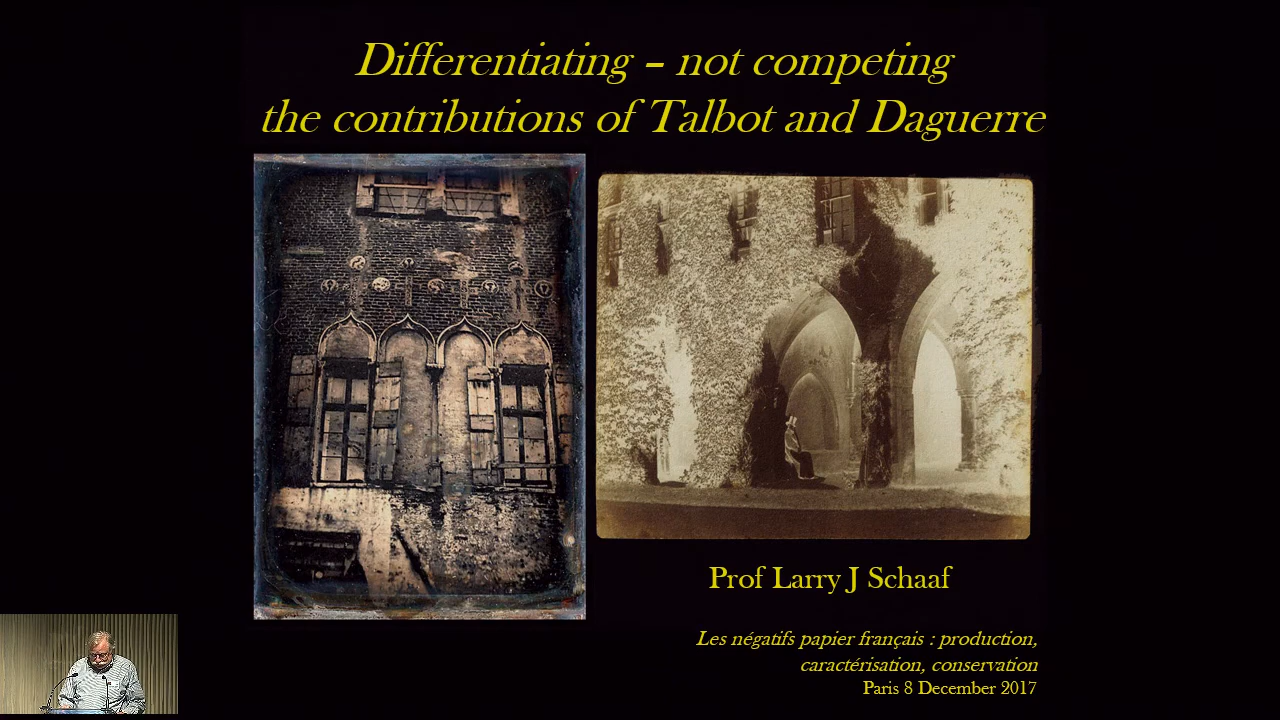 Differentiating – not competing
the contributions of Talbot and Daguerre
Prof Larry J Schaaf
Les négatifs papier français : production,
caractérisation, conservation
Paris 8 December 2017